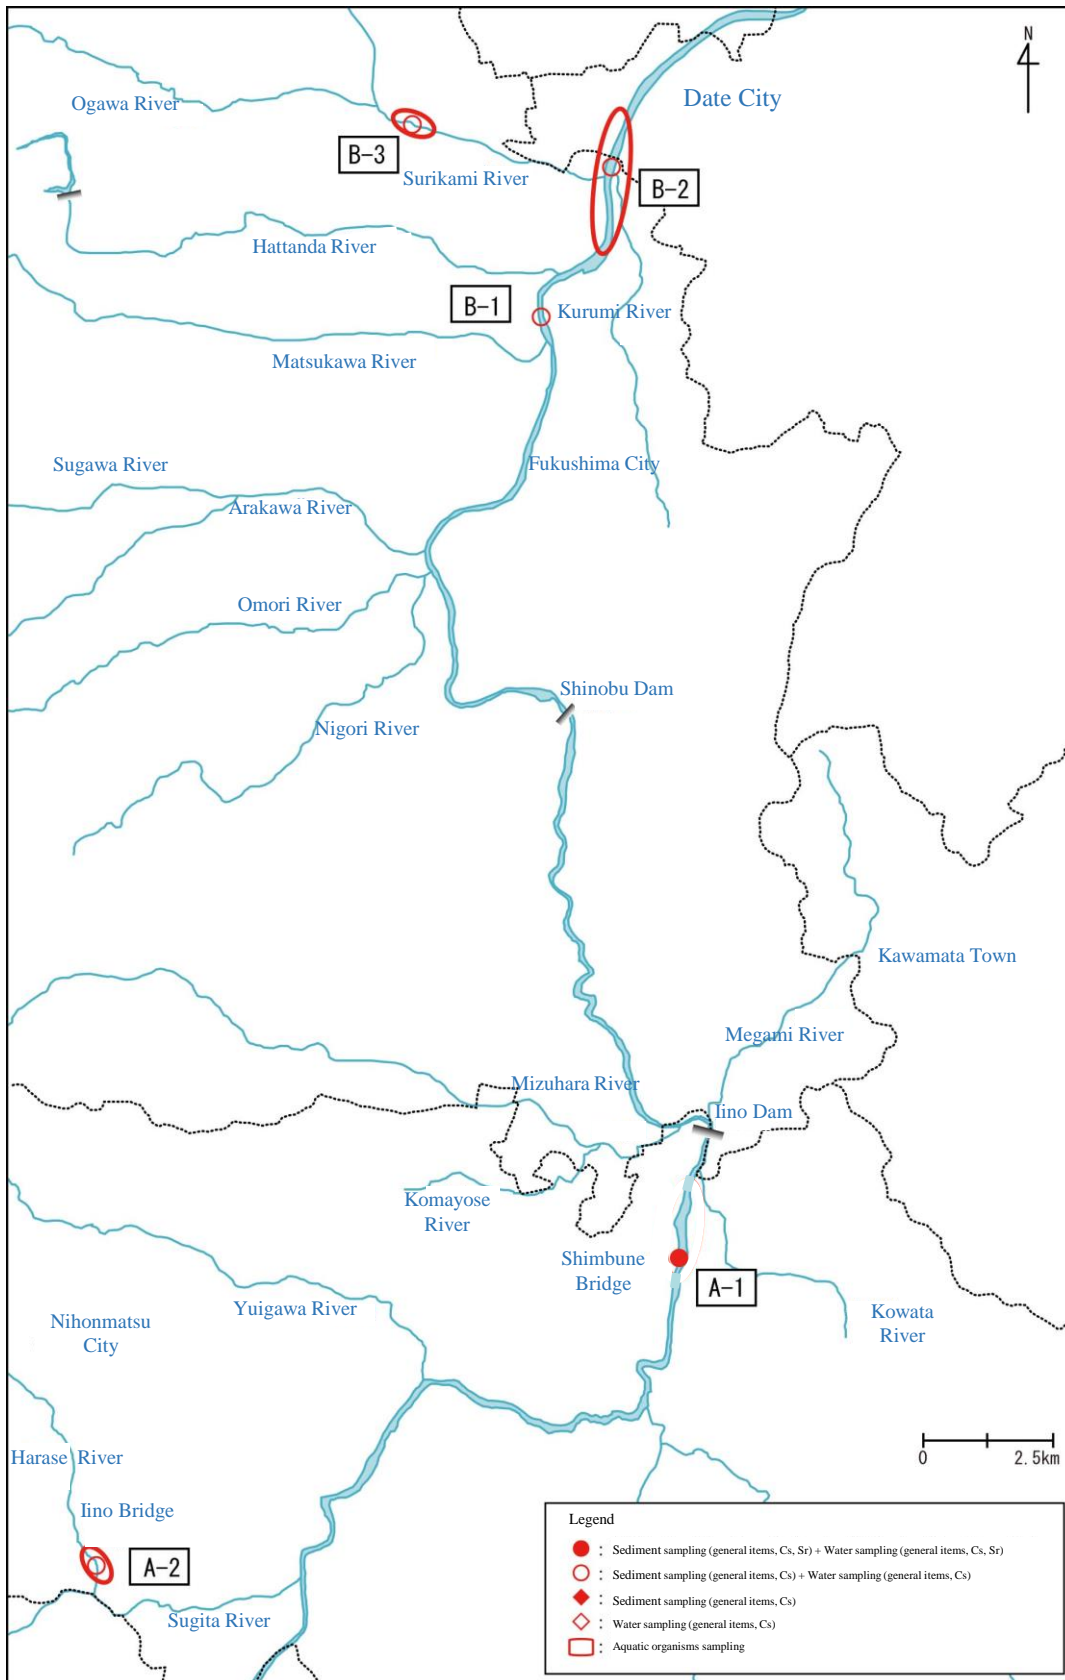 N
Date City
Ogawa River
B-3
Surikami River
B-2
Hattanda River
B-1
Kurumi River
Matsukawa River
Sugawa River
Fukushima City
Arakawa River
Omori River
Shinobu Dam
Nigori River
Kawamata Town
Megami River
Mizuhara River
Iino Dam
Komayose
River
Shimbune
Bridge
A-1
Yuigawa River
Kowata
River
Nihonmatsu
City
Harase River
0 2.5km
Iino Bridge
A-2
Sugita River
Legend
: Sediment sampling (general items, Cs, Sr) + Water sampling (general items, Cs, Sr)
: Sediment sampling (general items, Cs) + Water sampling (general items, Cs)
: Sediment sampling (general items, Cs)
: Water sampling (general items, Cs)
: Aquatic organisms sampling